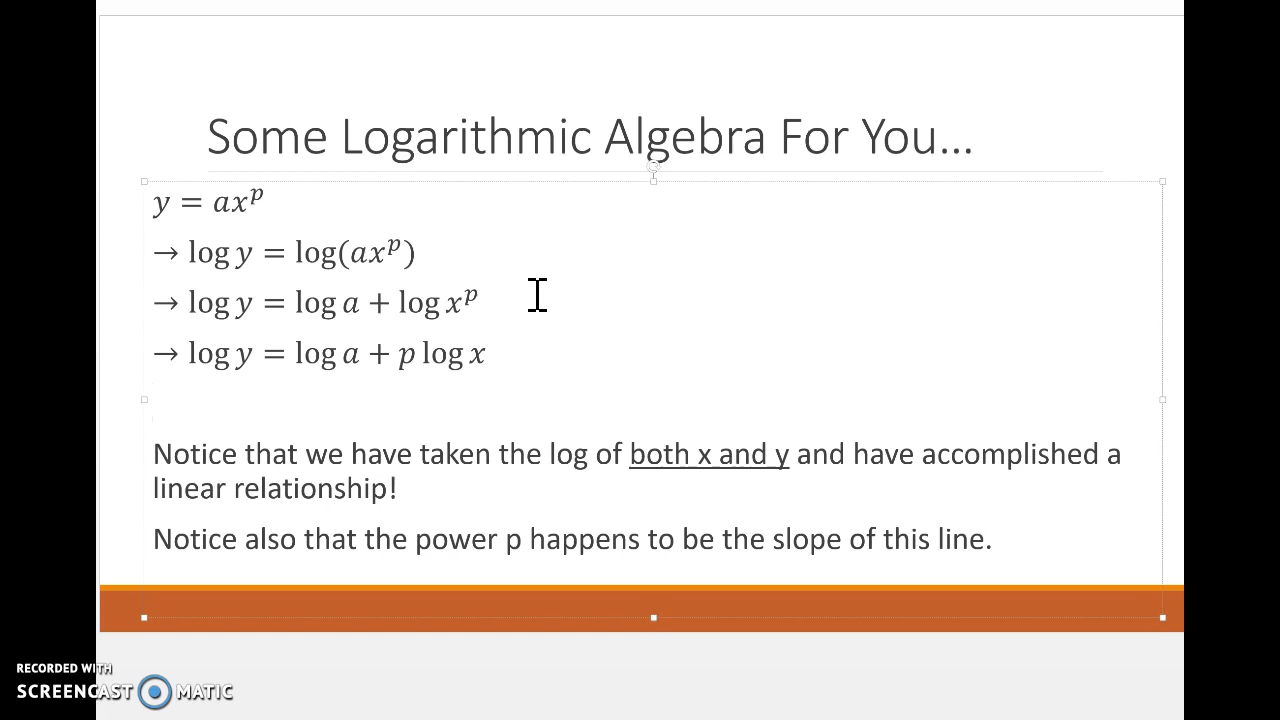 Some Logarithmic Algebra For You...
y = ax^p
→ log y = log(ax^p)
→ log y = log a + log x^p
→ log y = log a + p log x
Notice that we have taken the log of both x and y and have accomplished a
linear relationship!
Notice also that the power p happens to be the slope of this line.
RECORDED WITH
SCREENCAST MATIC